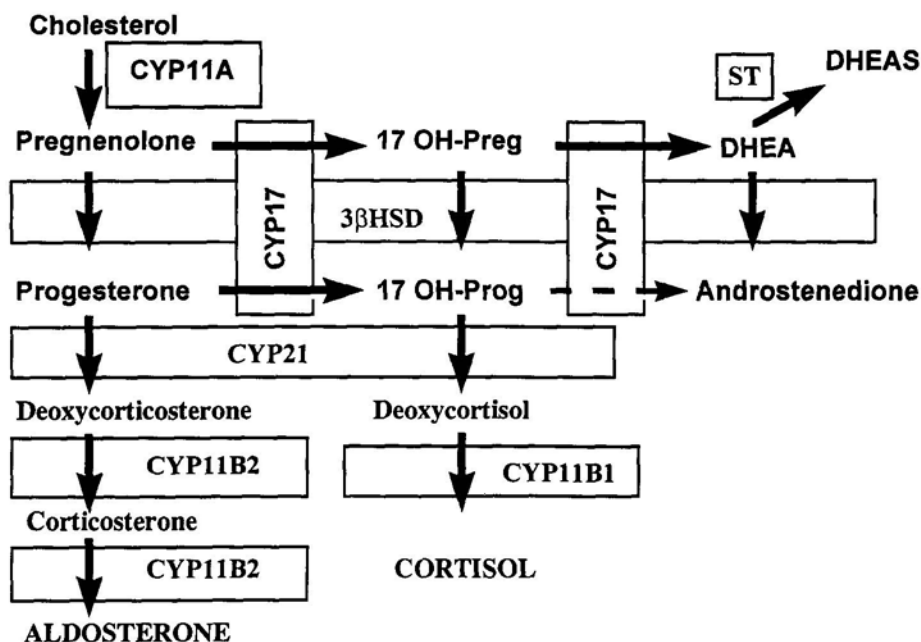 Cholesterol
CYP11A
ST
DHEAS
Pregnenolone
17 OH-Preg
DHEA
CYP17
3βHSD
CYP17
Progesterone
17 OH-Prog
Androstenedione
CYP21
Deoxycorticosterone
Deoxycortisol
CYP11B2
CYP11B1
Corticosterone
CYP11B2
CORTISOL
ALDOSTERONE